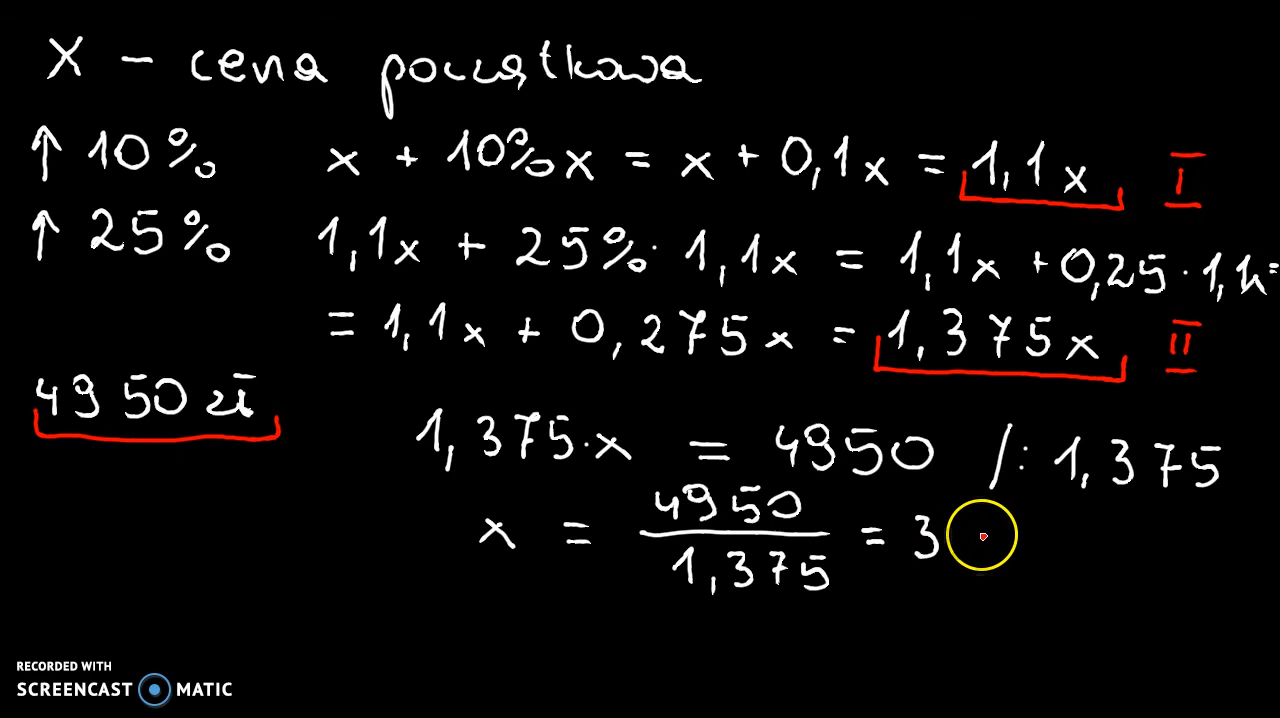 X – cena początkowa
↑ 10% x + 10%x = x + 0,1x = 1,1x I
↑ 25% 1,1x + 25% · 1,1x = 1,1x + 0,25 · 1,1x =
= 1,1x + 0,275x = 1,375x II
4950 zł
1,375 · x = 4950 /: 1,375
x = 4950/1,375 = 3
RECORDED WITH
SCREENCAST MATIC